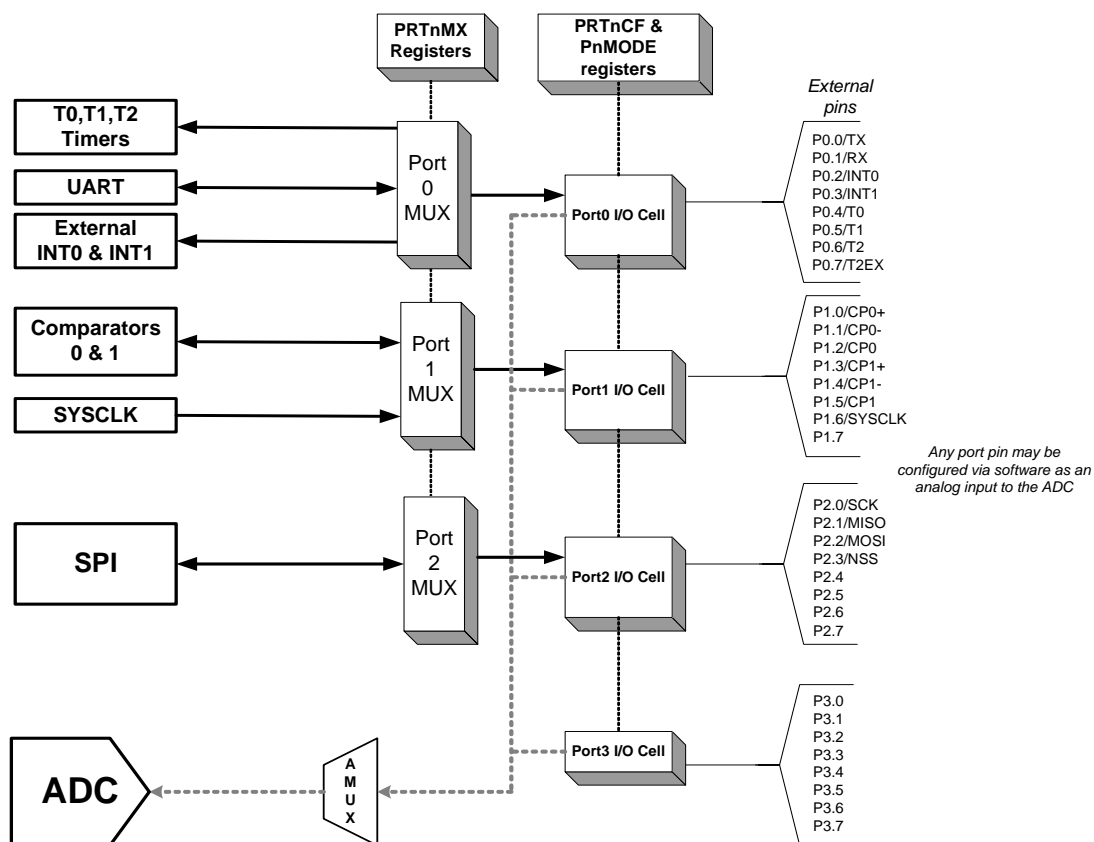 PRTnMX
Registers
PRTnCF &
PnMODE
registers
External
pins
T0,T1,T2
Timers
UART
External
INT0 & INT1
Port
0
MUX
Port0 I/O Cell
P0.0/TX
P0.1/RX
P0.2/INT0
P0.3/INT1
P0.4/T0
P0.5/T1
P0.6/T2
P0.7/T2EX
Comparators
0 & 1
SYSCLK
Port
1
MUX
Port1 I/O Cell
P1.0/CP0+
P1.1/CP0-
P1.2/CP0
P1.3/CP1+
P1.4/CP1-
P1.5/CP1
P1.6/SYSCLK
P1.7
Any port pin may be
configured via software as an
analog input to the ADC
SPI
Port
2
MUX
Port2 I/O Cell
P2.0/SCK
P2.1/MISO
P2.2/MOSI
P2.3/NSS
P2.4
P2.5
P2.6
P2.7
ADC
A
M
U
X
Port3 I/O Cell
P3.0
P3.1
P3.2
P3.3
P3.4
P3.5
P3.6
P3.7